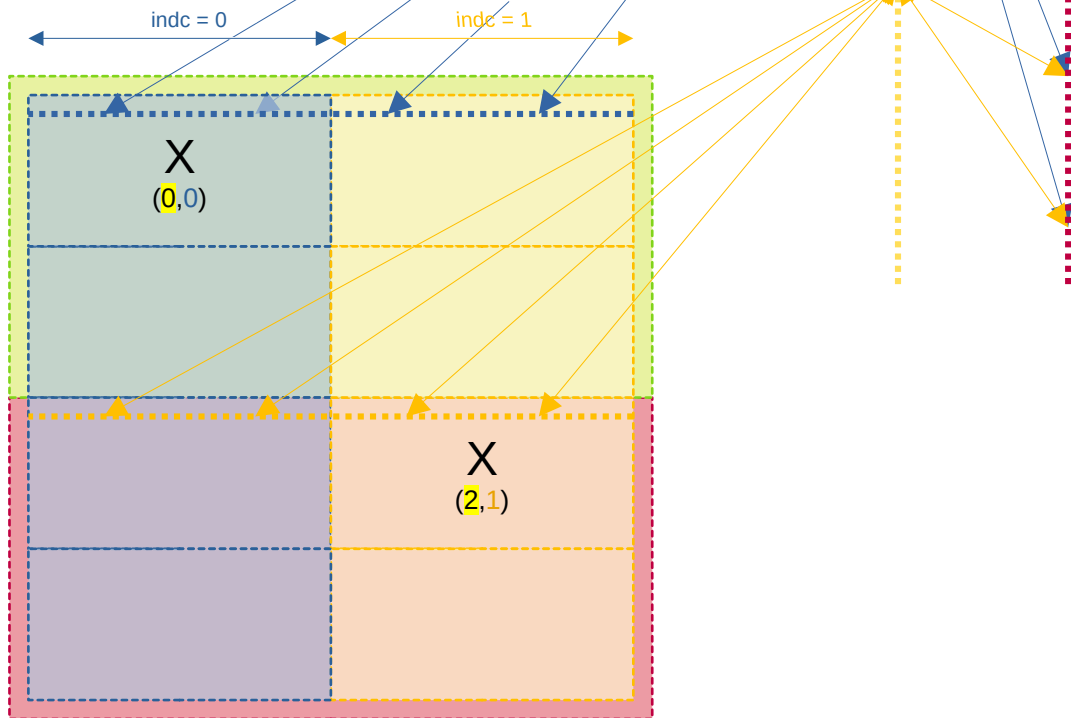 indc = 0
indc = 1
X
(0,0)
X
(2,1)